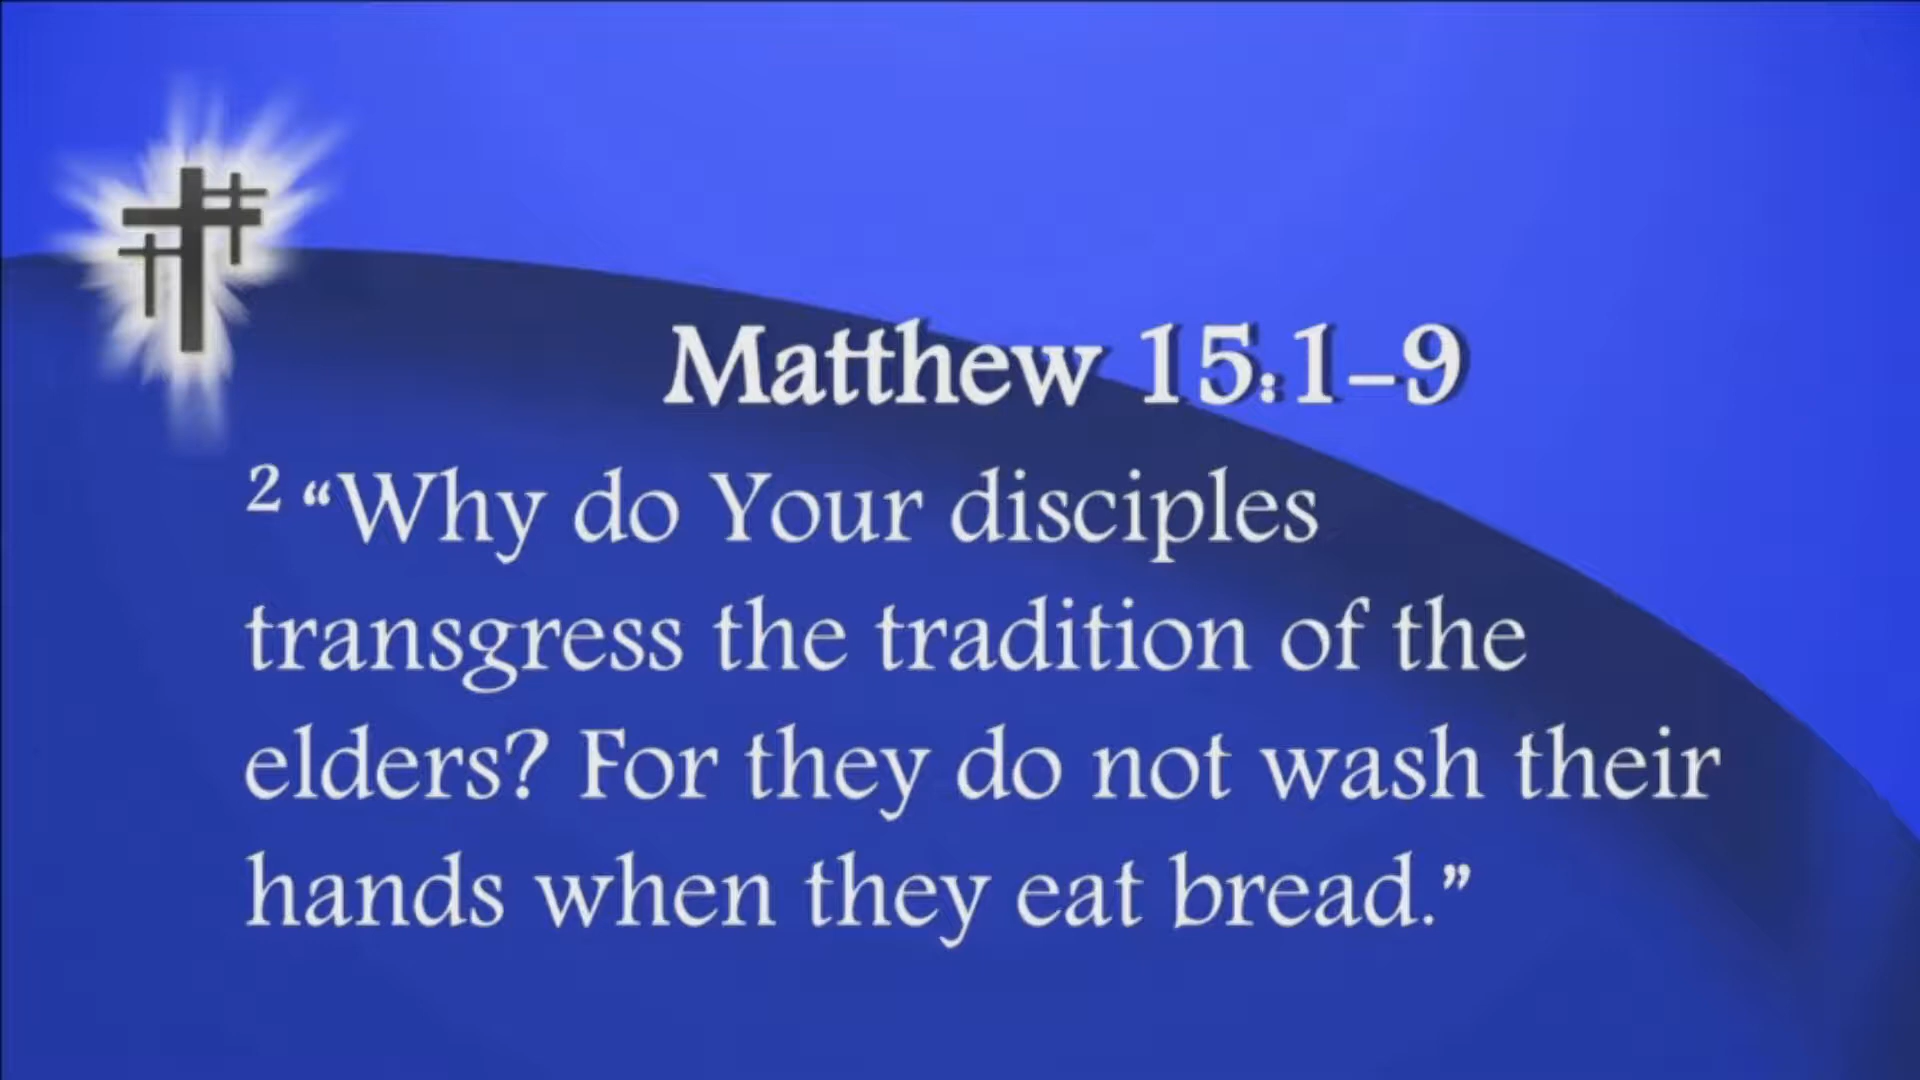 Matthew 15:1-9
2 “Why do Your disciples
transgress the tradition of the
elders? For they do not wash their
hands when they eat bread.”